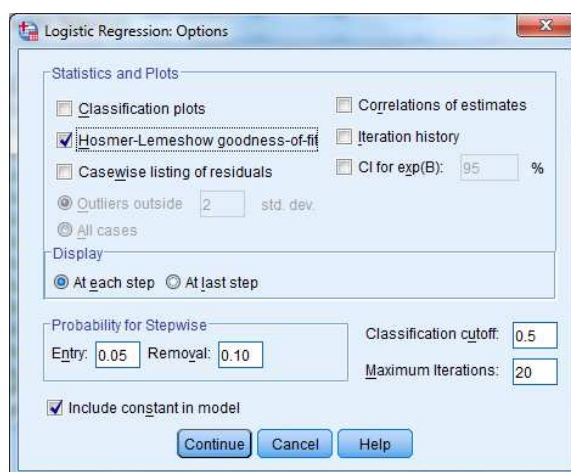 Logistic Regression: Options
Statistics and Plots
Classification plots
Correlations of estimates
Hosmer-Lemeshow goodness-of-fit
Iteration history
Casewise listing of residuals
CI for exp(B): 95 %
Outliers outside 2 std. dev.
All cases
Display
At each step At last step
Probability for Stepwise
Entry: 0.05 Removal: 0.10
Classification cutoff: 0.5
Maximum Iterations: 20
Include constant in model
Continue Cancel Help